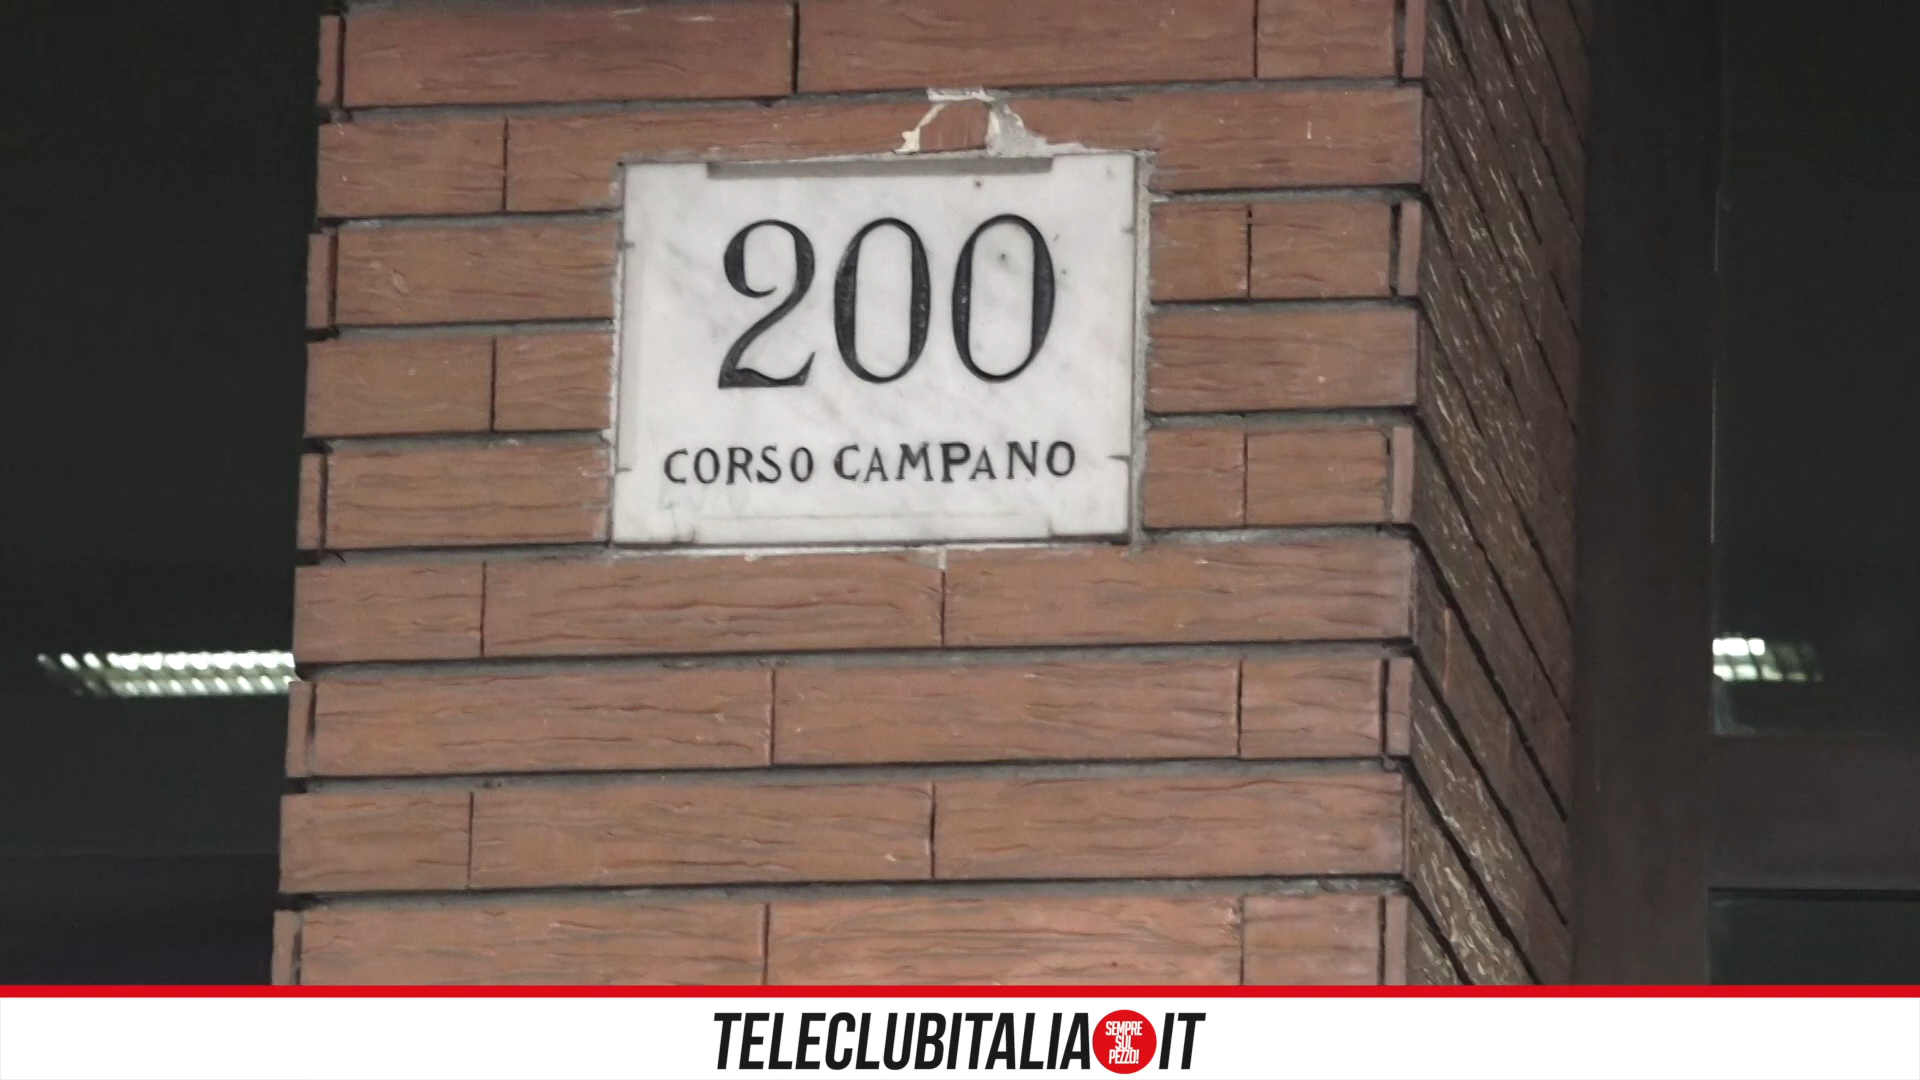 200
CORSO CAMPANO
TELECLUBITALIA
SEMPRE
SUL
PEZZO!
IT